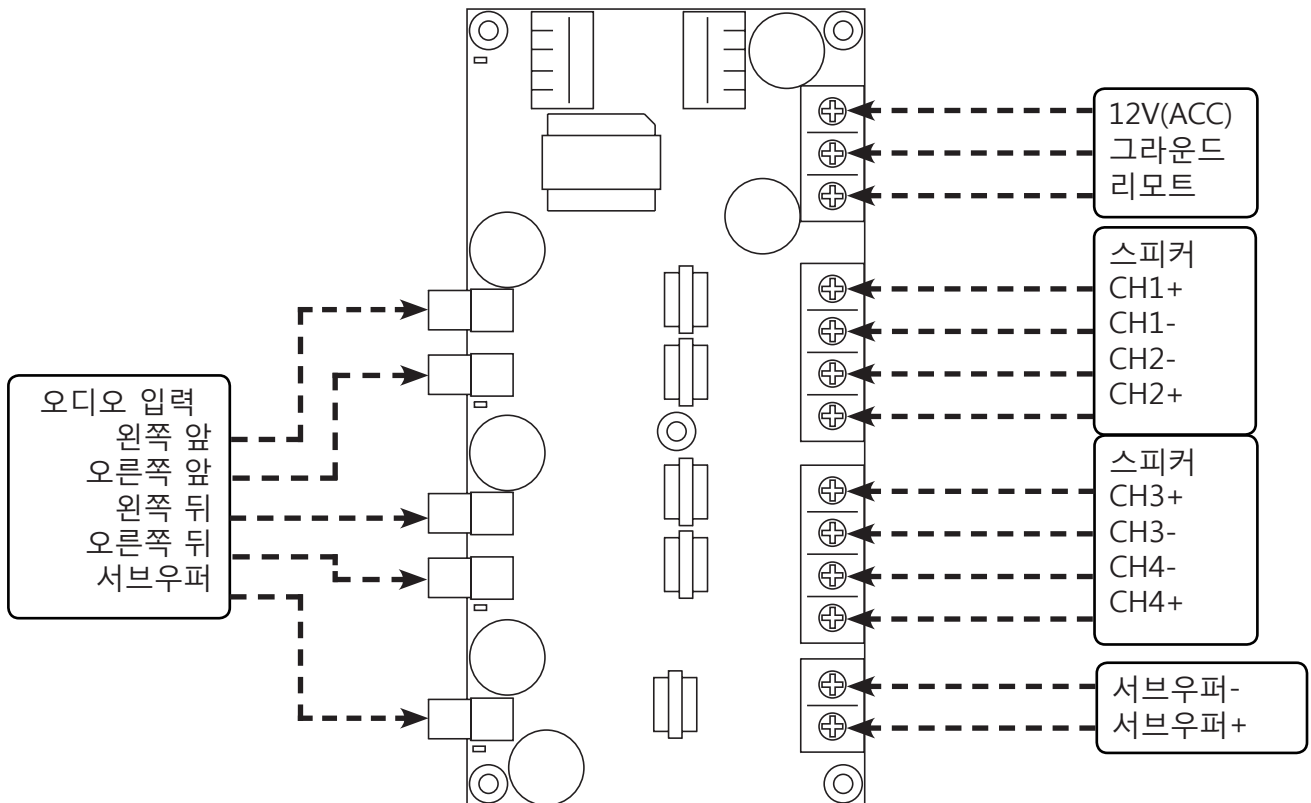 12V(ACC)
그라운드
리모트
스피커
CH1+
CH1-
CH2-
CH2+
스피커
CH3+
CH3-
CH4-
CH4+
서브우퍼-
서브우퍼+
오디오 입력
왼쪽 앞
오른쪽 앞
왼쪽 뒤
오른쪽 뒤
서브우퍼